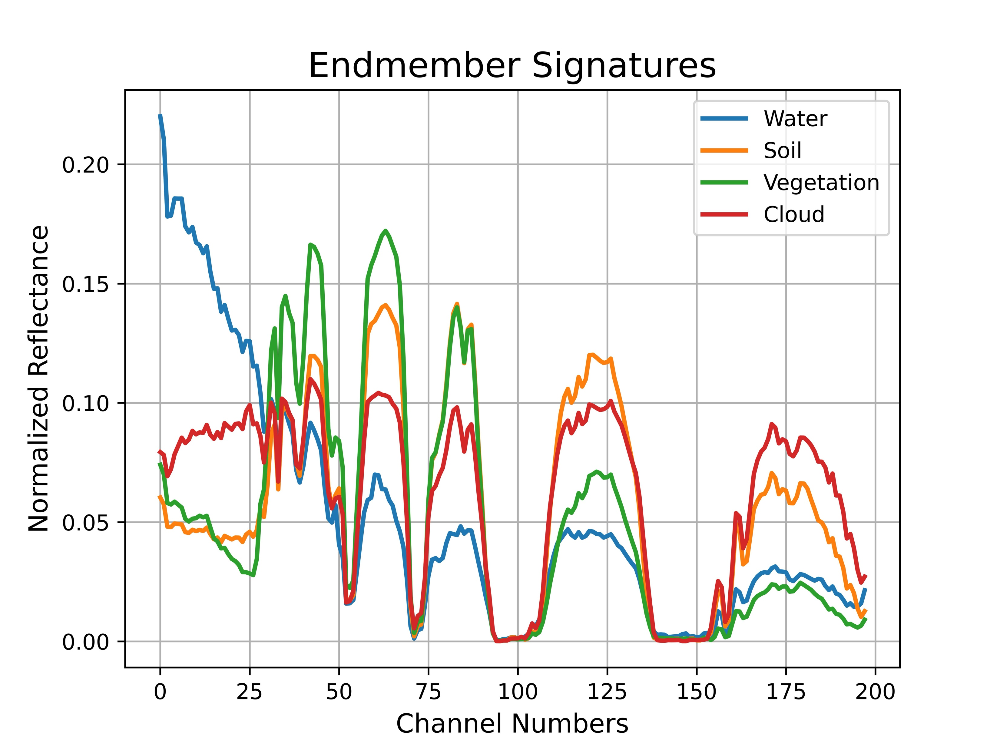 Endmember Signatures
Water
Soil
Vegetation
Cloud
Normalized Reflectance
0.20
0.15
0.10
0.05
0.00
0 25 50 75 100 125 150 175 200
Channel Numbers